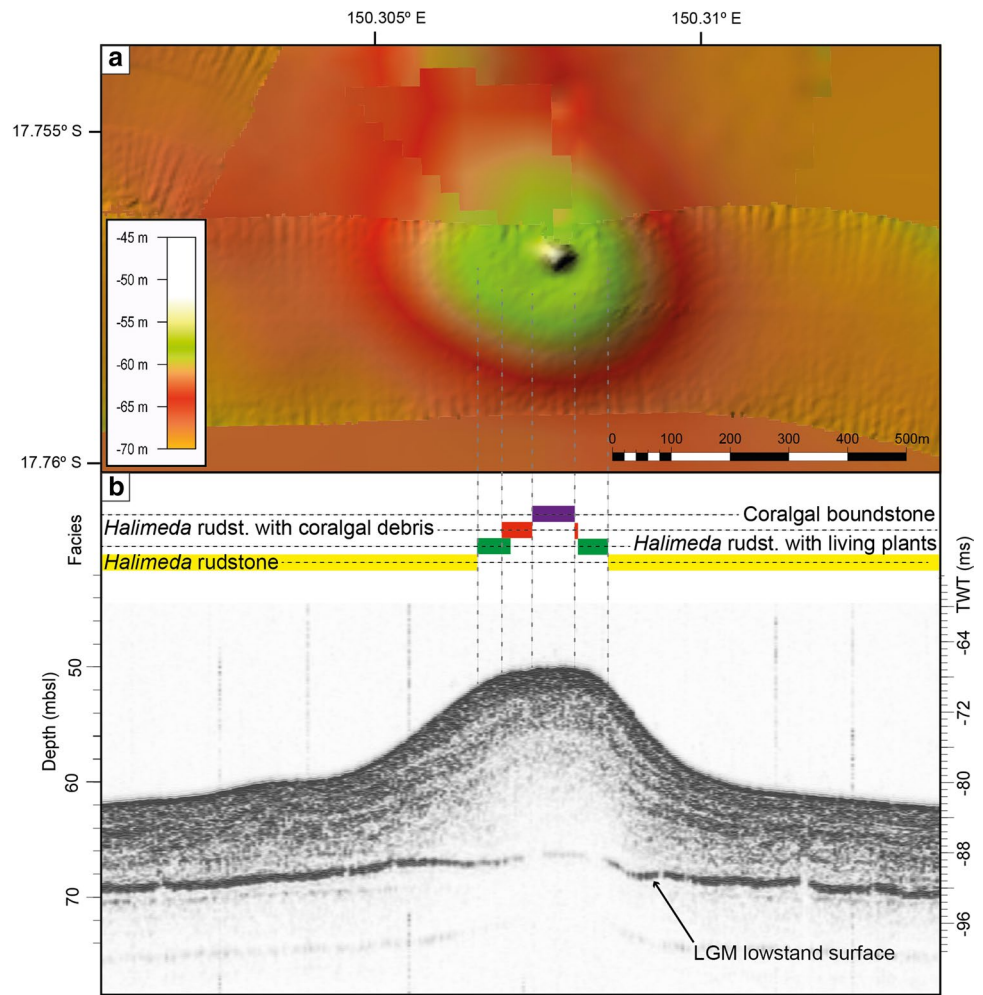 150.305º E
150.31º E
a
17.755º S
-45 m
-50 m
-55 m
-60 m
-65 m
-70 m
0 100 200 300 400 500m
17.76º S
b
Facies
Coralgal boundstone
Halimeda rudst. with coralgal debris
Halimeda rudst. with living plants
Halimeda rudstone
TWT (ms)
-64
-72
-80
-88
-96
Depth (mbsl)
50
60
70
LGM lowstand surface